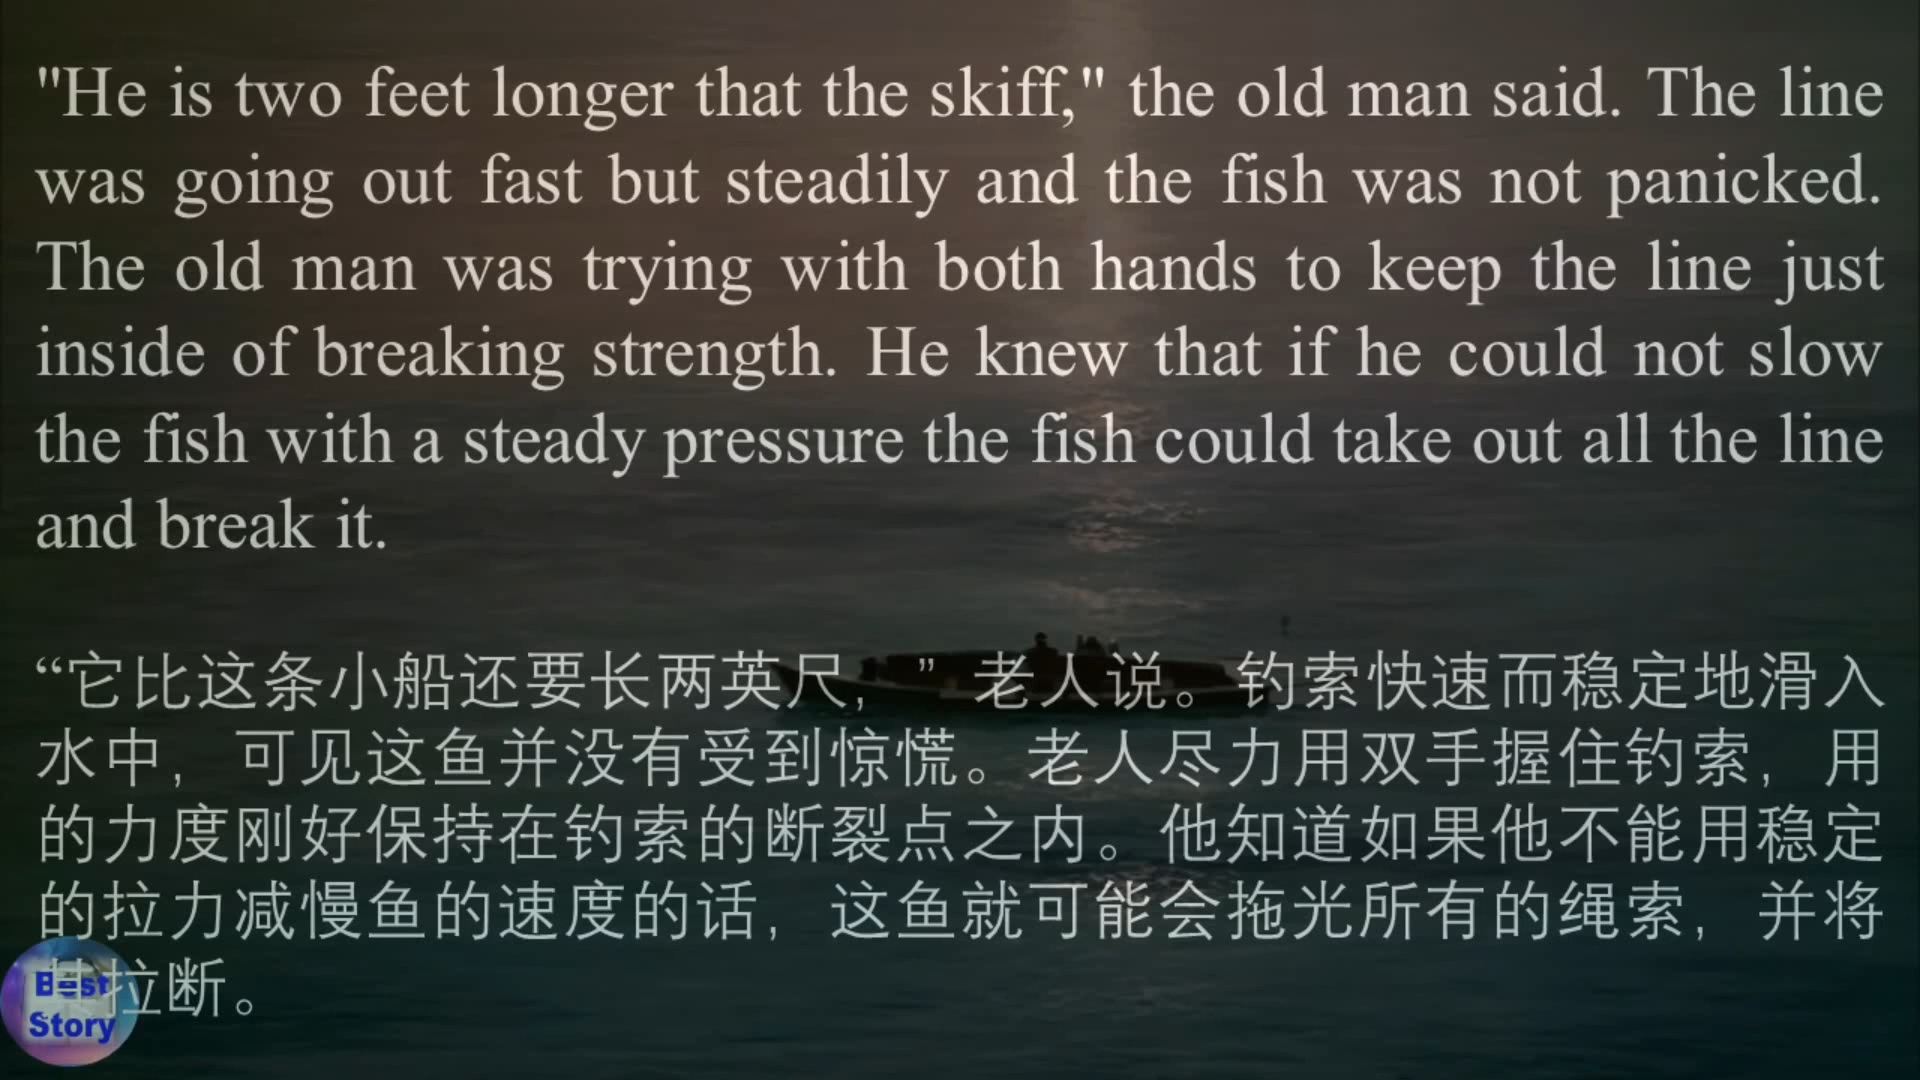 "He is two feet longer that the skiff," the old man said. The line
was going out fast but steadily and the fish was not panicked.
The old man was trying with both hands to keep the line just
inside of breaking strength. He knew that if he could not slow
the fish with a steady pressure the fish could take out all the line
and break it.
“它比这条小船还要长两英尺，”老人说。钓索快速而稳定地滑入
水中，可见这鱼并没有受到惊慌。老人尽力用双手握住钓索，用
的力度刚好保持在钓索的断裂点之内。他知道如果他不能用稳定
的拉力减慢鱼的速度的话，这鱼就可能会拖光所有的绳索，并将
其拉断。
Best
Story